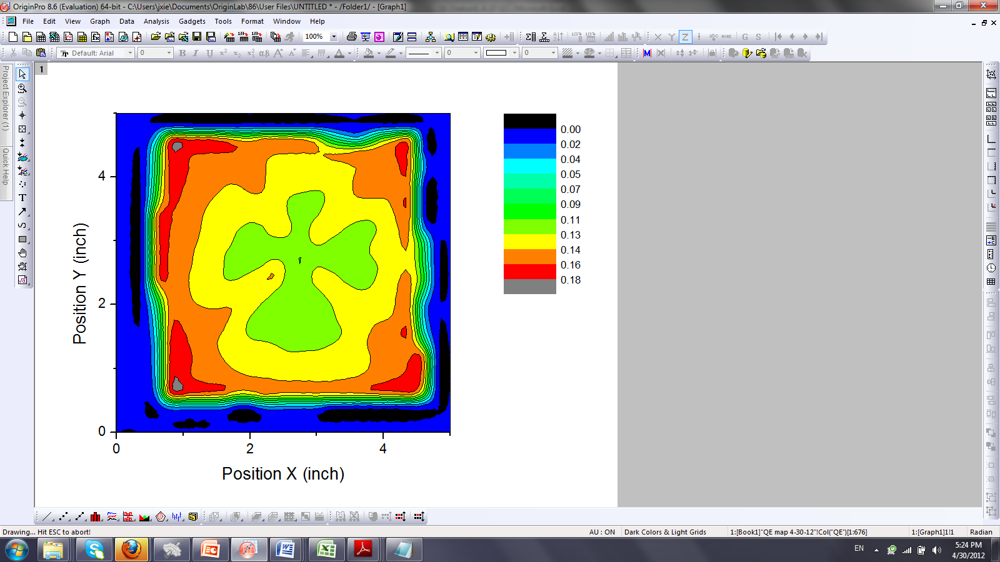 OriginPro 8.6 (Evaluation) 64-bit - C:\Users\jxie\Documents\OriginLab\86\User Files\UNTITLED * - /Folder1/ - [Graph1]
File Edit View Graph Data Analysis Gadgets Tools Format Window Help
100%
Default: Arial 0 B I U αβ A A A 0 0
Project Explorer (1)
Quick Help
1
0.00
0.02
0.04
0.05
0.07
0.09
0.11
0.13
0.14
0.16
0.18
4
2
0
0 2 4
Position Y (inch)
Position X (inch)
Drawing... Hit ESC to abort!
AU : ON Dark Colors & Light Grids 1:[Book1]"QE map 4-30-12"!Col("QE")[1:676] 1:[Graph1]1!1 Radian
EN
5:24 PM
4/30/2012